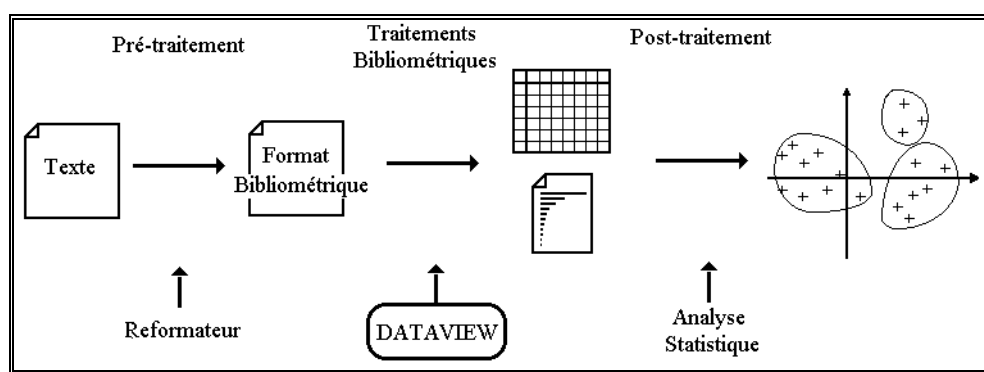 Pré-traitement
Traitements
Bibliométriques
Post-traitement
Texte
Format
Bibliométrique
Reformateur
DATAVIEW
Analyse
Statistique